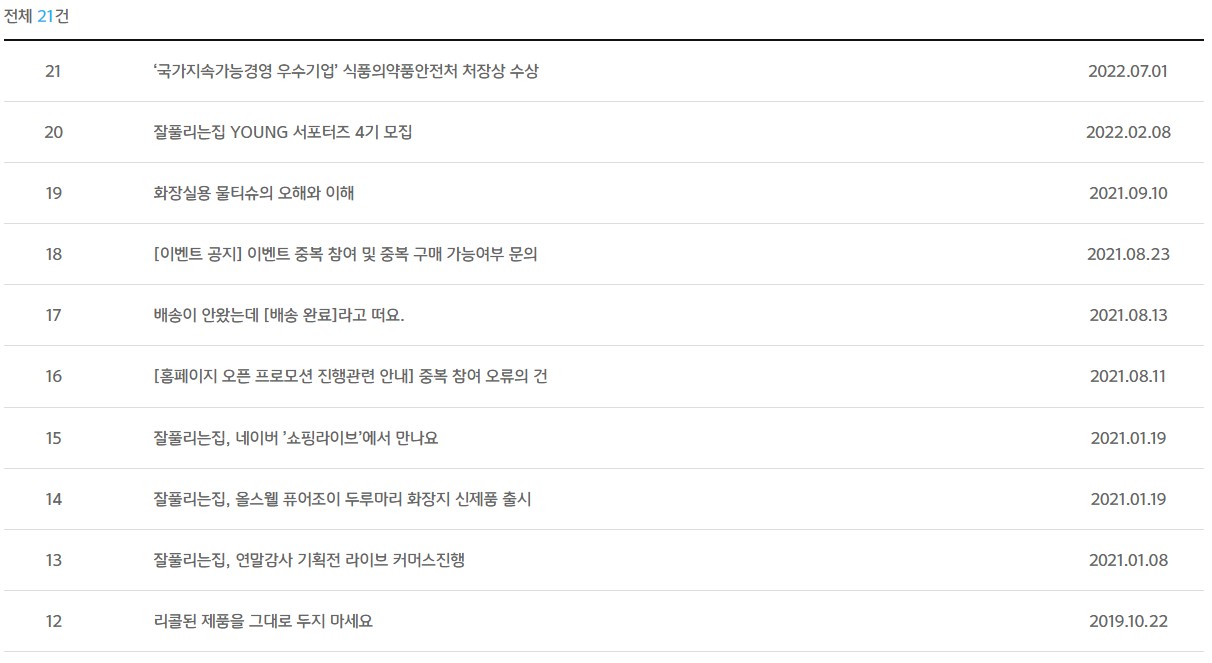 전체 21건
21 ‘국가지속가능경영 우수기업’ 식품의약품안전처 처장상 수상 2022.07.01
20 잘풀리는집 YOUNG 서포터즈 4기 모집 2022.02.08
19 화장실용 물티슈의 오해와 이해 2021.09.10
18 [이벤트 공지] 이벤트 중복 참여 및 중복 구매 가능여부 문의 2021.08.23
17 배송이 안왔는데 [배송 완료]라고 떠요. 2021.08.13
16 [홈페이지 오픈 프로모션 진행관련 안내] 중복 참여 오류의 건 2021.08.11
15 잘풀리는집, 네이버 ’쇼핑라이브’에서 만나요 2021.01.19
14 잘풀리는집, 올스웰 퓨어조이 두루마리 화장지 신제품 출시 2021.01.19
13 잘풀리는집, 연말감사 기획전 라이브 커머스진행 2021.01.08
12 리콜된 제품을 그대로 두지 마세요 2019.10.22